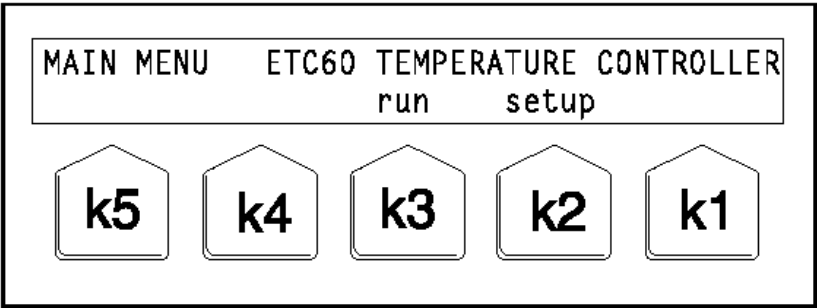 MAIN MENU ETC60 TEMPERATURE CONTROLLER
run setup
k5 k4 k3 k2 k1